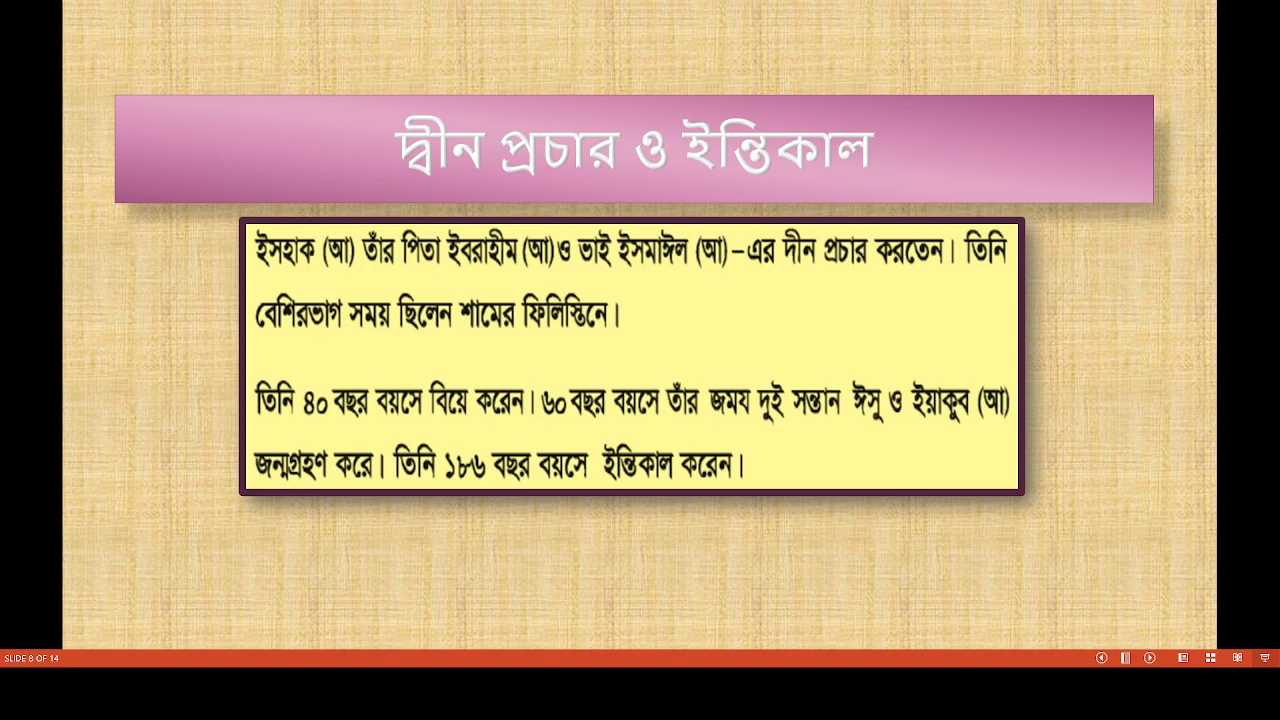 দ্বীন প্রচার ও ইন্তিকাল
ইসহাক (আ) তাঁর পিতা ইবরাহীম (আ)ও ভাই ইসমাঈল (আ)–এর দীন প্রচার করতেন। তিনি
বেশিরভাগ সময় ছিলেন শামের ফিলিস্তিনে।
তিনি ৪০ বছর বয়সে বিয়ে করেন। ৬০ বছর বয়সে তাঁর জময দুই সন্তান ঈসু ও ইয়াকুব (আ)
জন্মগ্রহণ করে। তিনি ১৮৬ বছর বয়সে ইন্তিকাল করেন।
SLIDE 8 OF 14